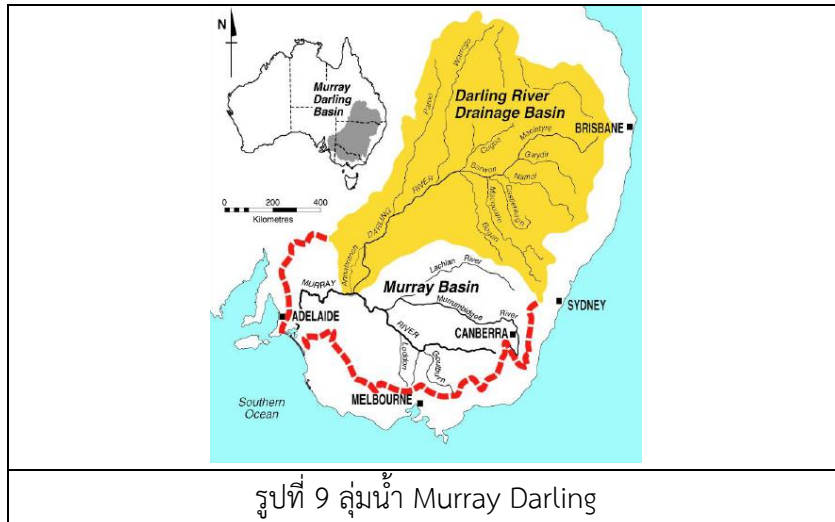 N
Murray
Darling
Basin
0 200 400
Kilometres
Darling River
Drainage Basin
BRISBANE
Paroo
Warrego
Culgoa
Macintyre
Gwydir
Barwon
Namoi
Macquarie
Castlereagh
Bogan
DARLING RIVER
Anabranch
Lachlan River
Murray Basin
MURRAY RIVER
Murrumbidgee River
SYDNEY
CANBERRA
ADELAIDE
Loddon
Goulburn
MELBOURNE
Southern
Ocean
รูปที่ 9 ลุ่มน้ำ Murray Darling